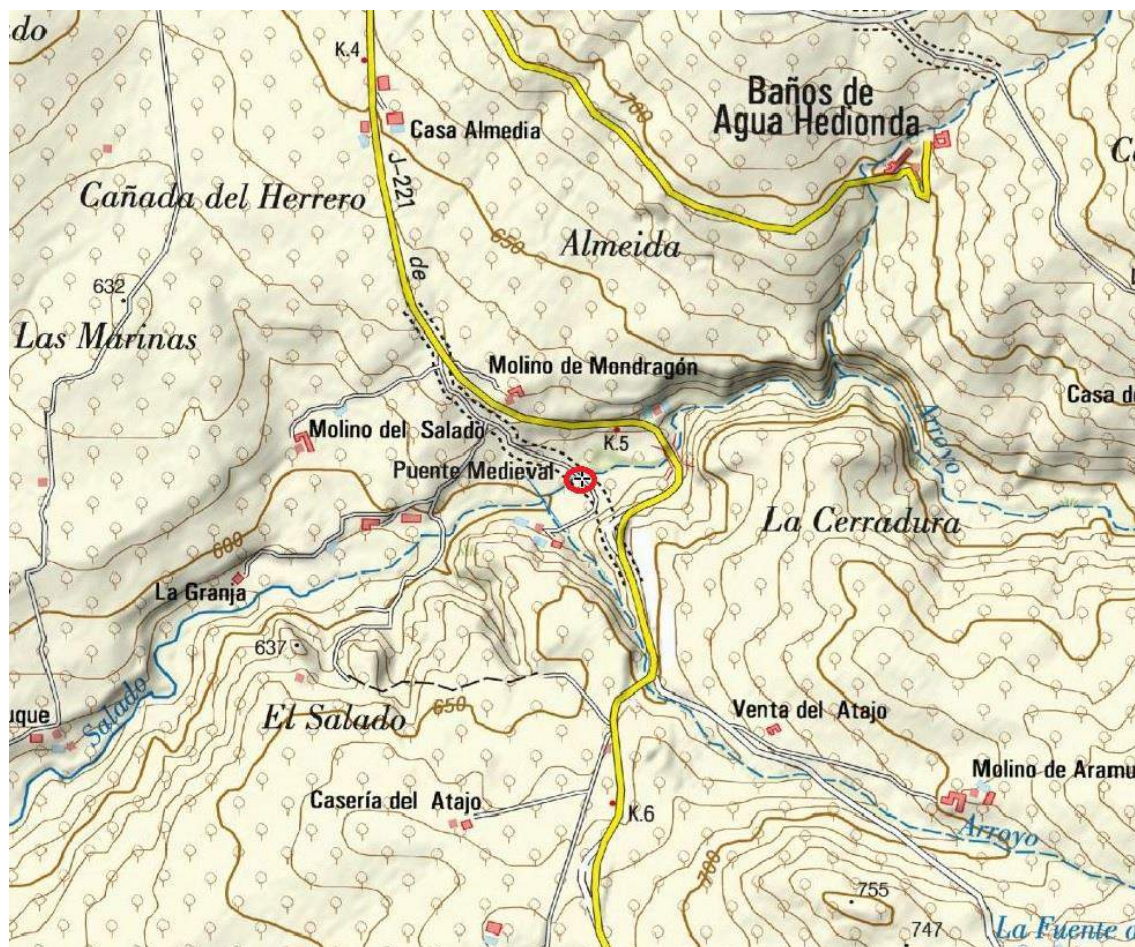 do
K.4
700
Baños de
Agua Hedionda
Casa Almedia
J-221
Cañada del Herrero
de
650
Almeida
632
Las Marinas
Molino de Mondragón
Casa de
Arroyo
Molino del Salado
K.5
Puente Medieval
La Cerradura
600
La Granja
637
Salado
uque
El Salado
650
Venta del Atajo
Molino de Aramu
Casería del Atajo
K.6
Arroyo
700
755
747
La Fuente